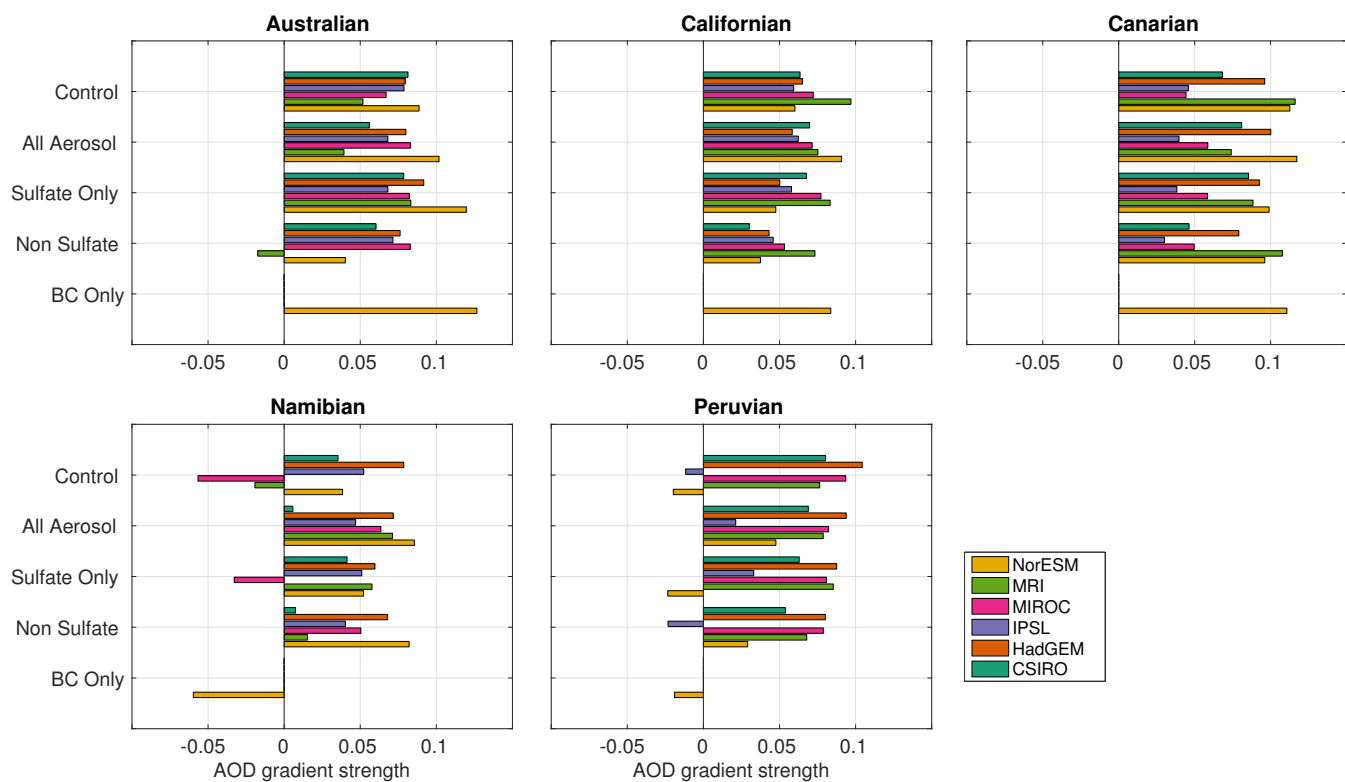 Australian
Californian
Canarian
Control
All Aerosol
Sulfate Only
Non Sulfate
BC Only
-0.05 0 0.05 0.1
-0.05 0 0.05 0.1
-0.05 0 0.05 0.1
Namibian
Peruvian
Control
All Aerosol
Sulfate Only
Non Sulfate
BC Only
-0.05 0 0.05 0.1
-0.05 0 0.05 0.1
AOD gradient strength
AOD gradient strength
NorESM
MRI
MIROC
IPSL
HadGEM
CSIRO